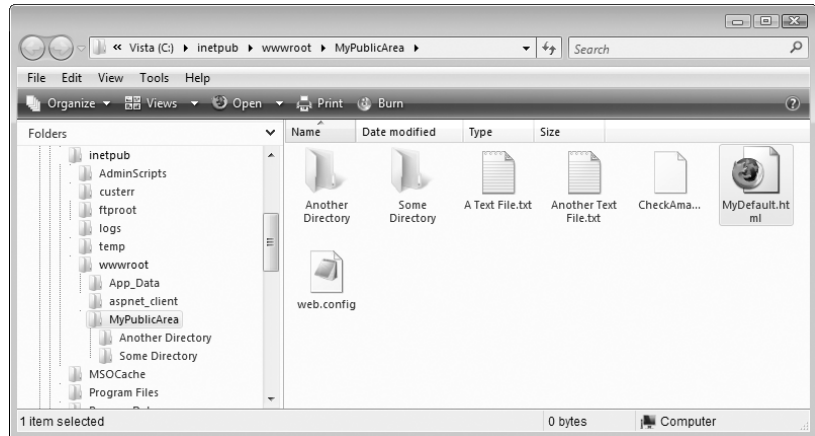 « Vista (C:) ▸ inetpub ▸ wwwroot ▸ MyPublicArea ▸ Search
File Edit View Tools Help
Organize Views Open Print Burn
Folders Name Date modified Type Size
inetpub
AdminScripts
custerr
ftproot
logs
temp
wwwroot
App_Data
aspnet_client
MyPublicArea
Another Directory
Some Directory
MSOCache
Program Files
Another
Directory
Some
Directory
A Text File.txt
Another Text
File.txt
CheckAma...
MyDefault.ht
ml
web.config
1 item selected 0 bytes Computer